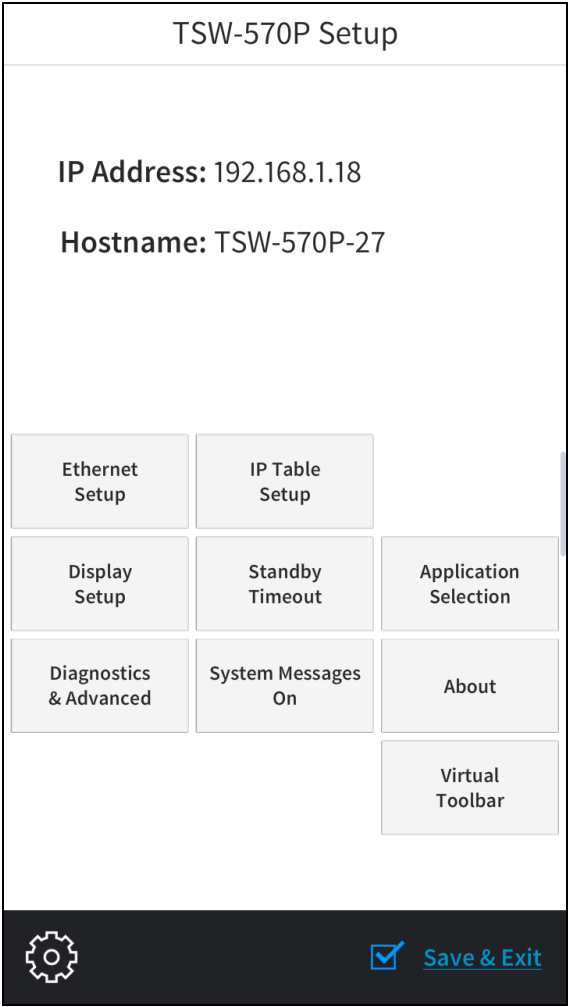 TSW-570P Setup
IP Address: 192.168.1.18
Hostname: TSW-570P-27
Ethernet
Setup
IP Table
Setup
Display
Setup
Standby
Timeout
Application
Selection
Diagnostics
& Advanced
System Messages
On
About
Virtual
Toolbar
Save & Exit